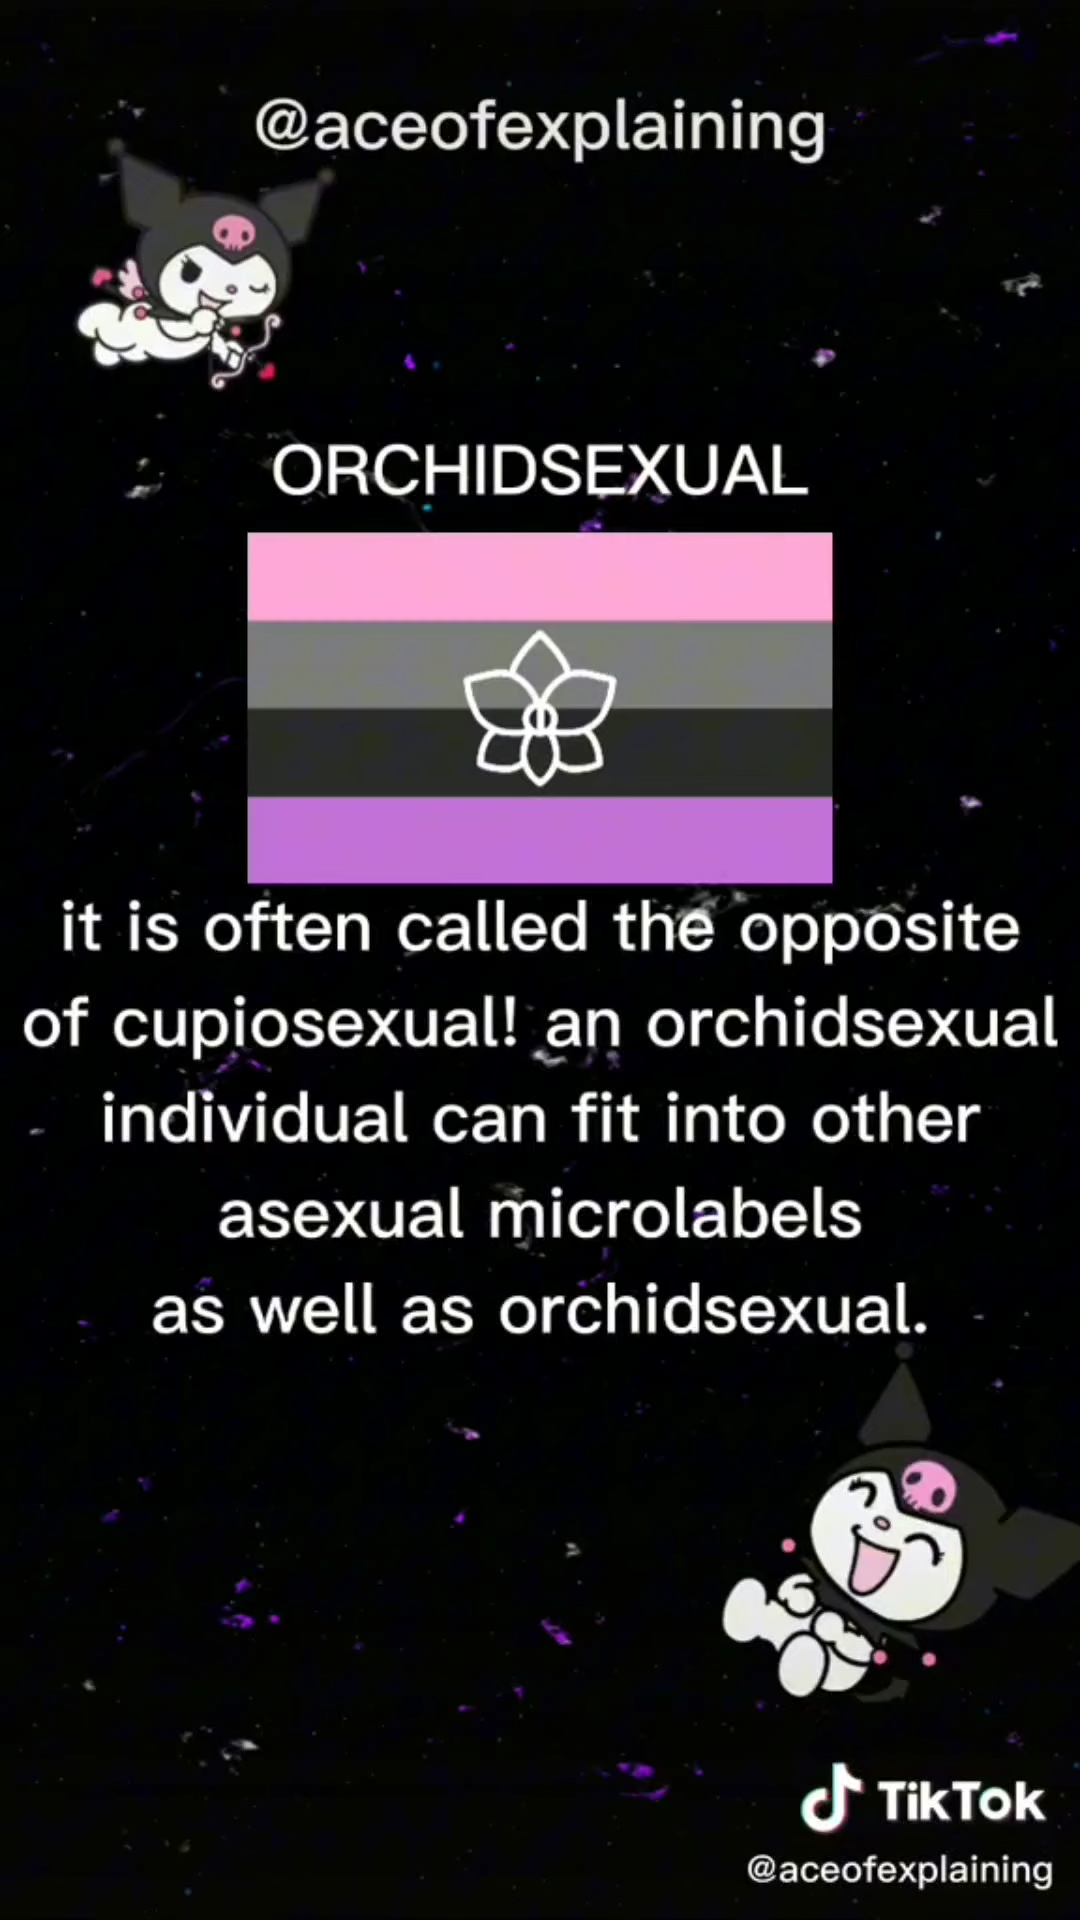 @aceofexplaining
ORCHIDSEXUAL
it is often called the opposite
of cupiosexual! an orchidsexual
individual can fit into other
asexual microlabels
as well as orchidsexual.
TikTok
@aceofexplaining